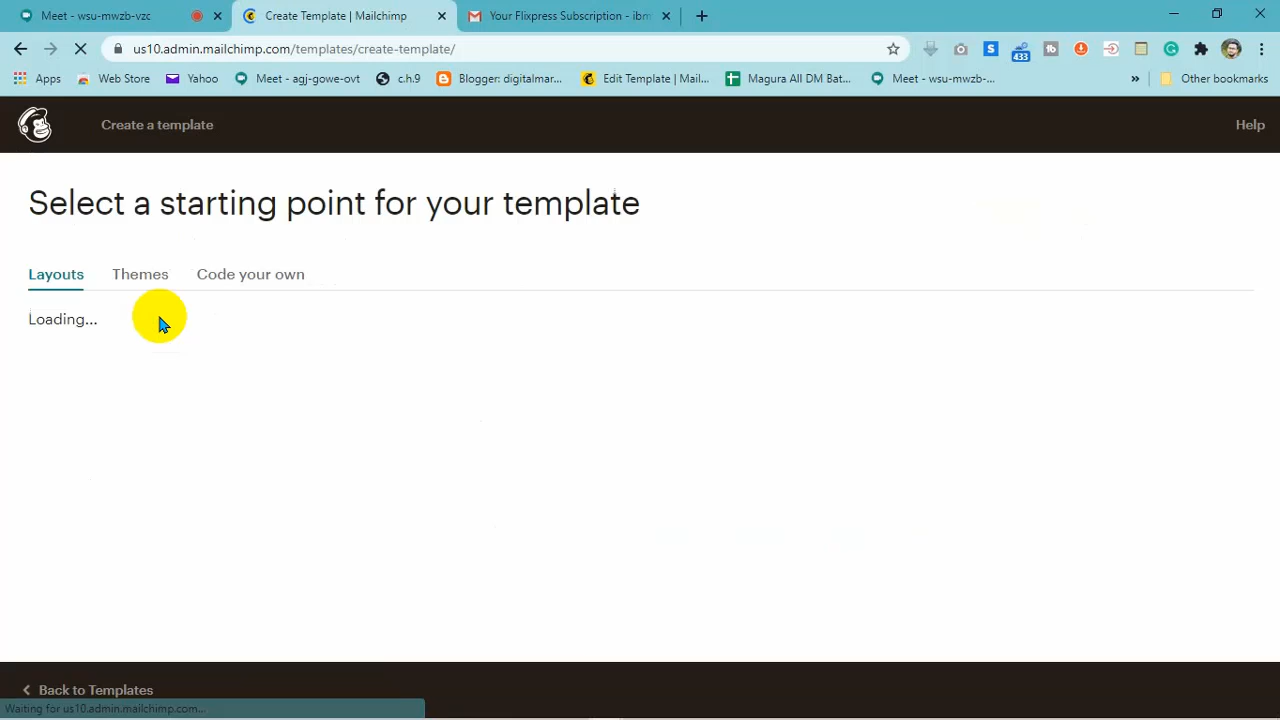 Meet - wsu-mwzb-vzc
Create Template | Mailchimp
Your Flixpress Subscription - ibm
us10.admin.mailchimp.com/templates/create-template/
S
433
tb
G
Apps
Web Store
Yahoo
Meet - agj-gowe-ovt
c.h.9
Blogger: digitalmar...
Edit Template | Mail...
Magura All DM Bat...
Meet - wsu-mwzb-...
»
Other bookmarks
Create a template
Help
Select a starting point for your template
Layouts
Themes
Code your own
Loading...
Back to Templates
Waiting for us10.admin.mailchimp.com...